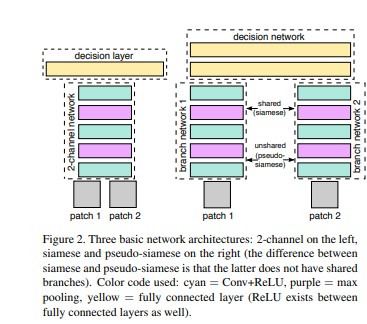 decision network
decision layer
2-channel network
branch network 1
shared
(siamese)
unshared
(pseudo-
siamese)
branch network 2
patch 1 patch 2
patch 1
patch 2
Figure 2. Three basic network architectures: 2-channel on the left,
siamese and pseudo-siamese on the right (the difference between
siamese and pseudo-siamese is that the latter does not have shared
branches). Color code used: cyan = Conv+ReLU, purple = max
pooling, yellow = fully connected layer (ReLU exists between
fully connected layers as well).